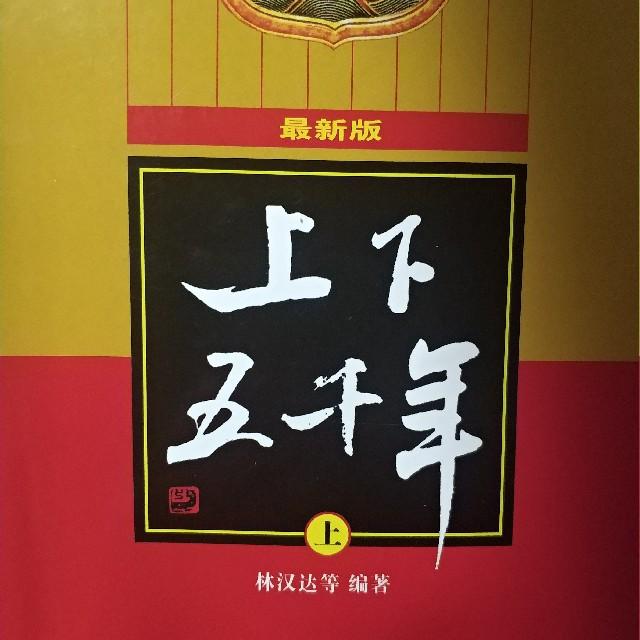 最新版
上下
五千年
上
林汉达等 编著